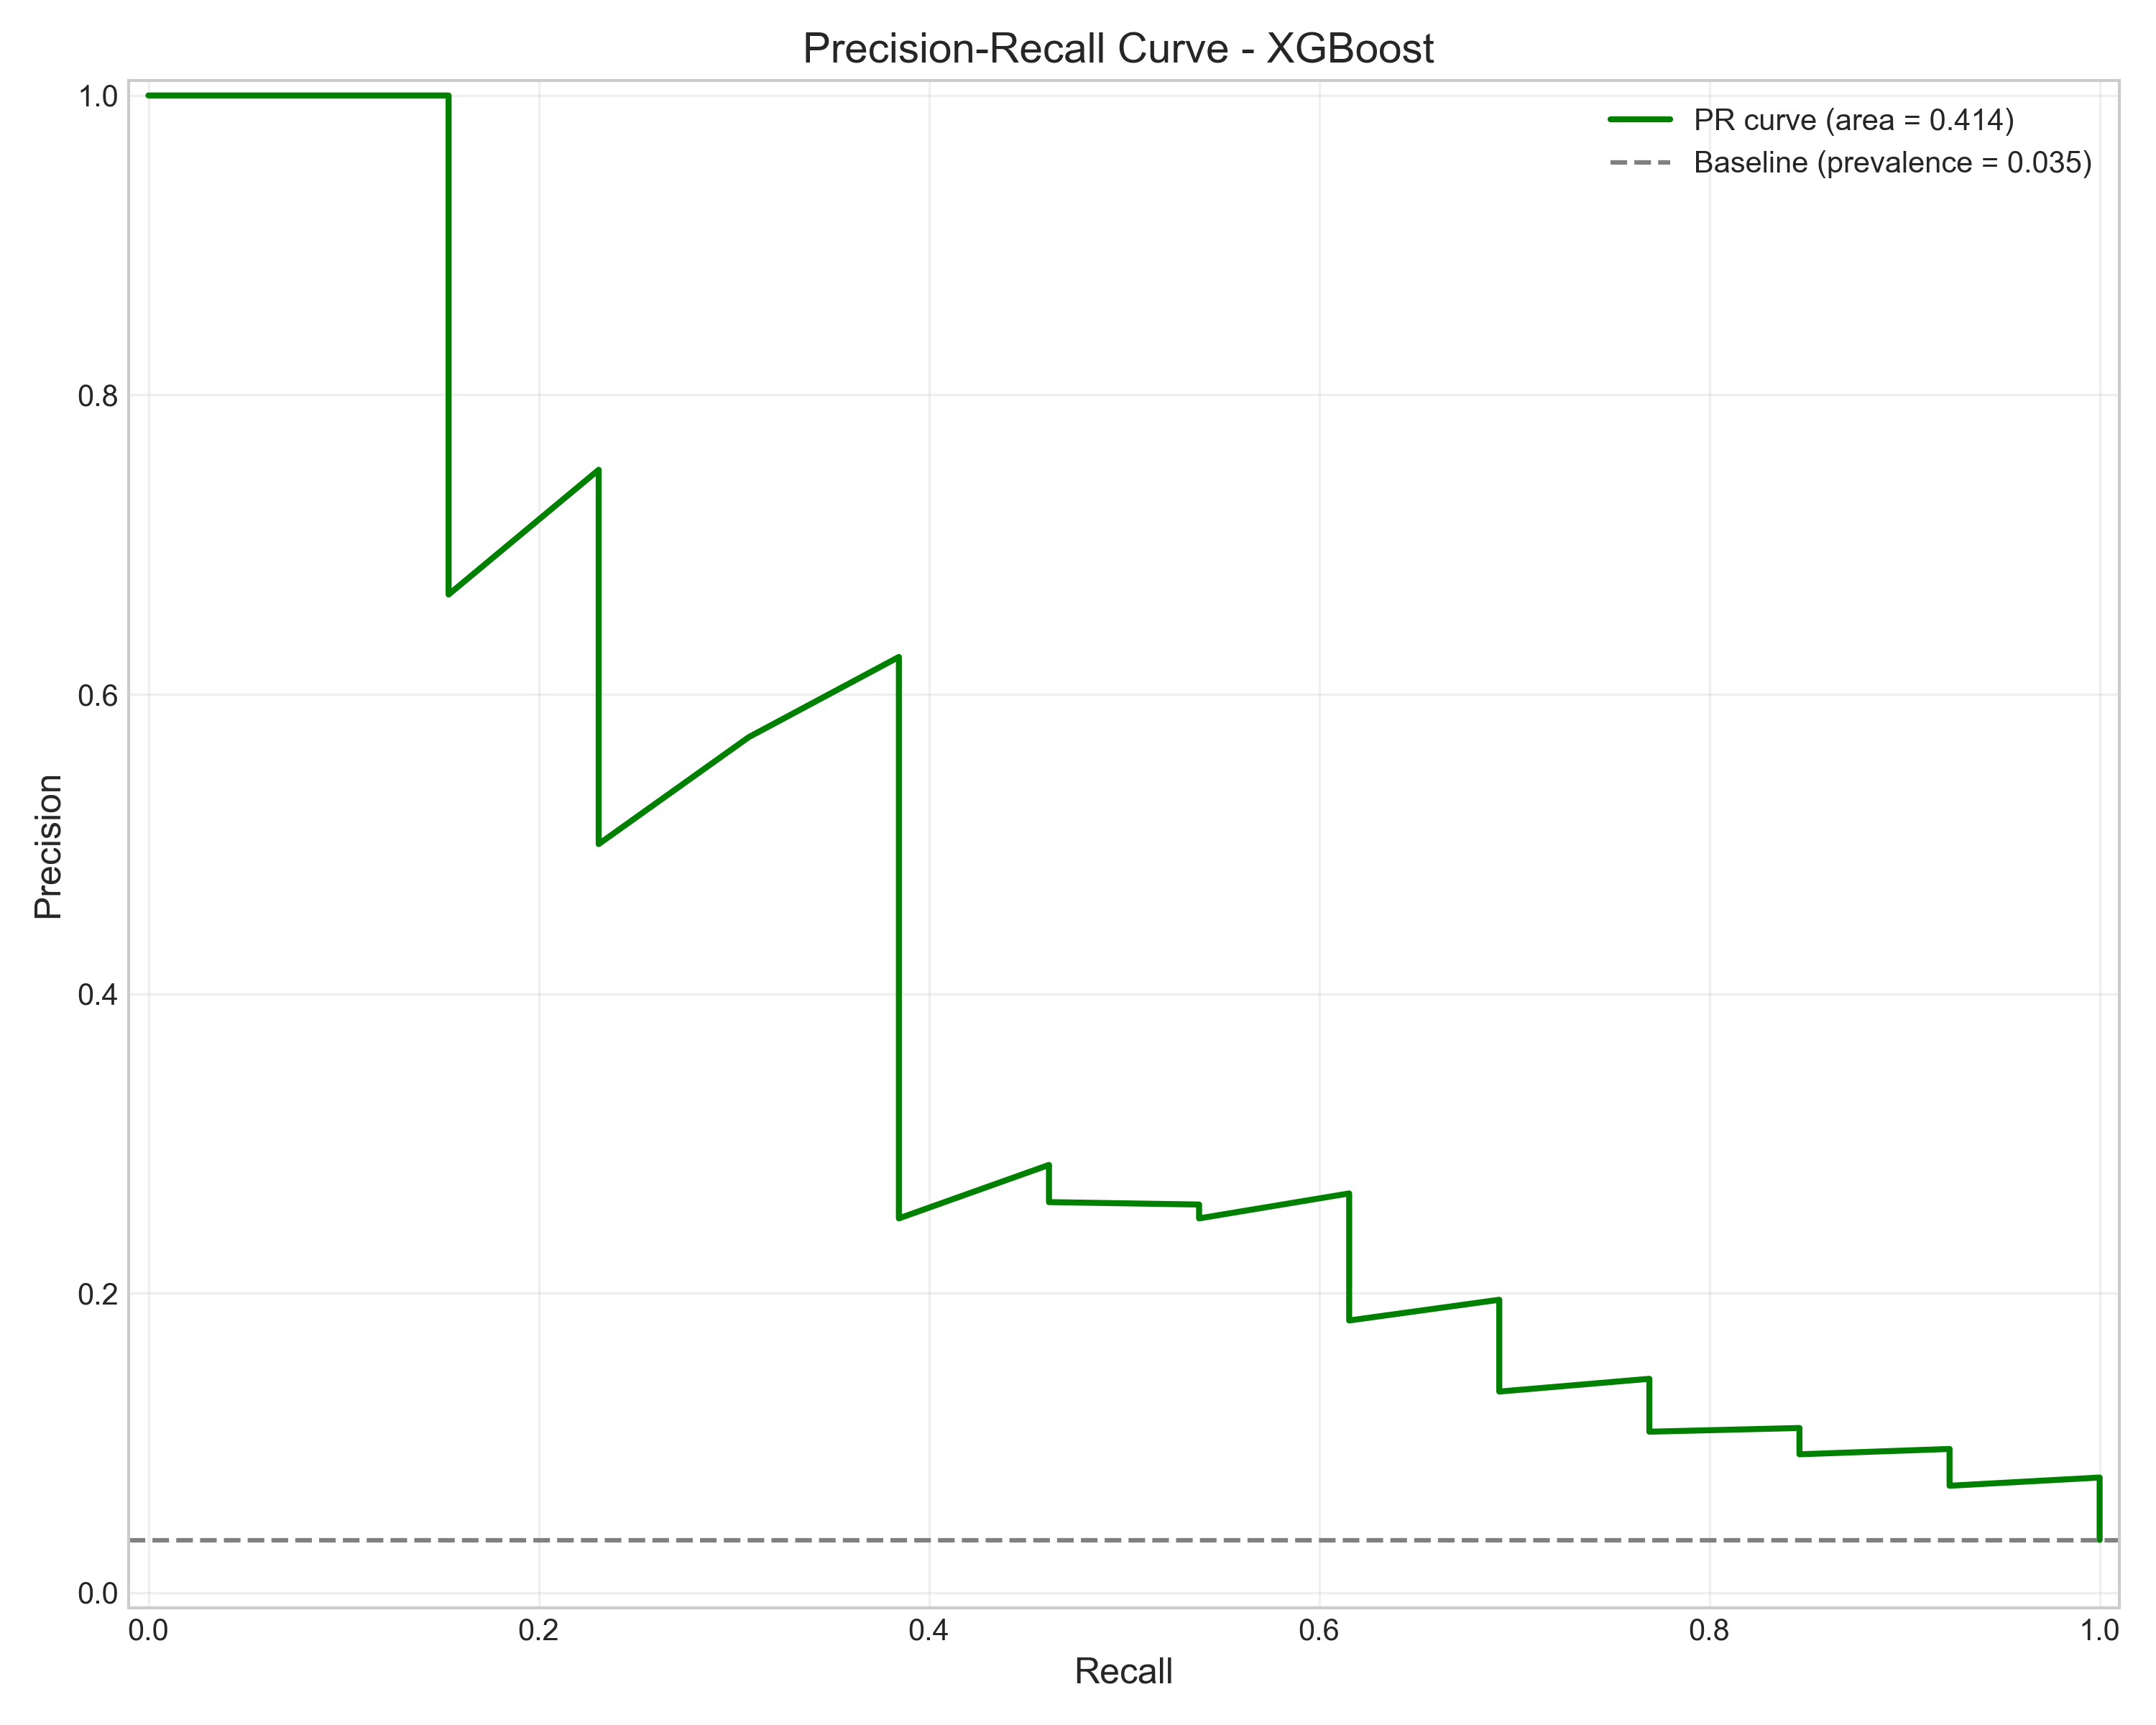 Precision-Recall Curve - XGBoost
PR curve (area = 0.414)
Baseline (prevalence = 0.035)
1.0
0.8
0.6
0.4
0.2
0.0
Precision
0.0 0.2 0.4 0.6 0.8 1.0
Recall